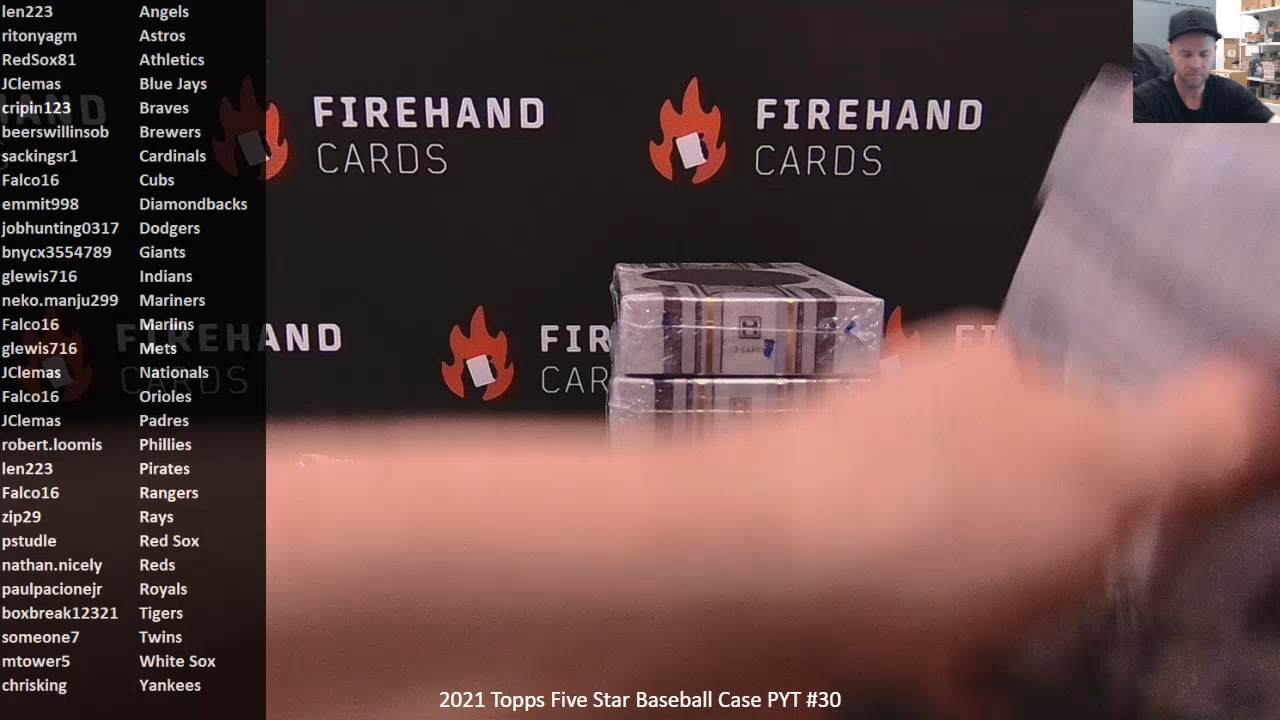 len223 Angels
ritonyagm Astros
RedSox81 Athletics
JClemas Blue Jays
cripin123 Braves
beerswillinsob Brewers
sackingsr1 Cardinals
Falco16 Cubs
emmit998 Diamondbacks
jobhunting0317 Dodgers
bnycx3554789 Giants
glewis716 Indians
neko.manju299 Mariners
Falco16 Marlins
glewis716 Mets
JClemas Nationals
Falco16 Orioles
JClemas Padres
robert.loomis Phillies
len223 Pirates
Falco16 Rangers
zip29 Rays
pstudle Red Sox
nathan.nicely Reds
paulpacionejr Royals
boxbreak12321 Tigers
someone7 Twins
mtower5 White Sox
chrisking Yankees
FIREHAND
CARDS
FIREHAND
CARDS
FIREHAND
CARDS
FIR
CAR
FI
2021 Topps Five Star Baseball Case PYT #30